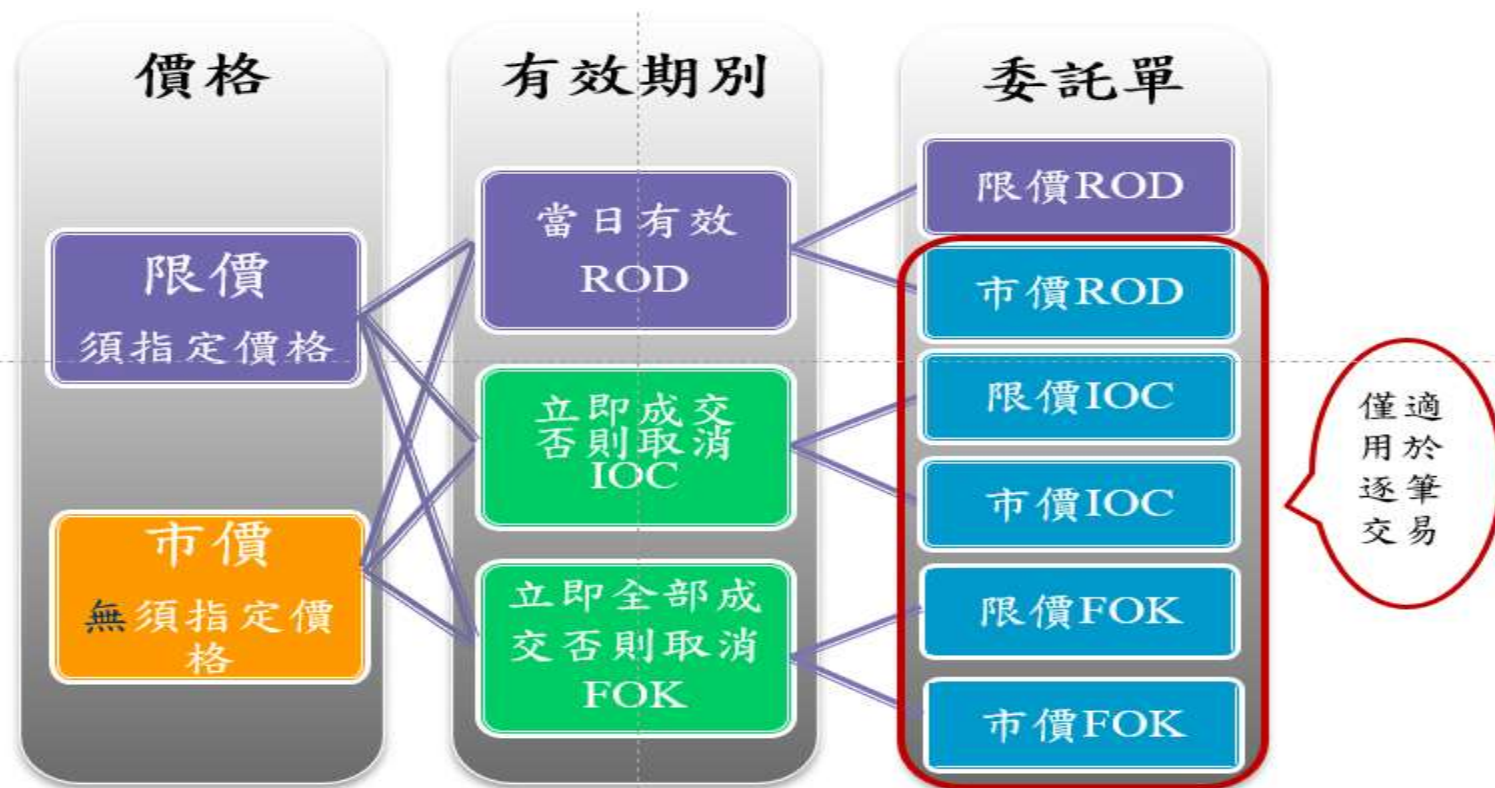 價格
限價
須指定價格
市價
無須指定價
格
有效期別
當日有效
ROD
立即成交
否則取消
IOC
立即全部成
交否則取消
FOK
委託單
限價ROD
市價ROD
限價IOC
市價IOC
限價FOK
市價FOK
僅適
用於
逐筆
交易